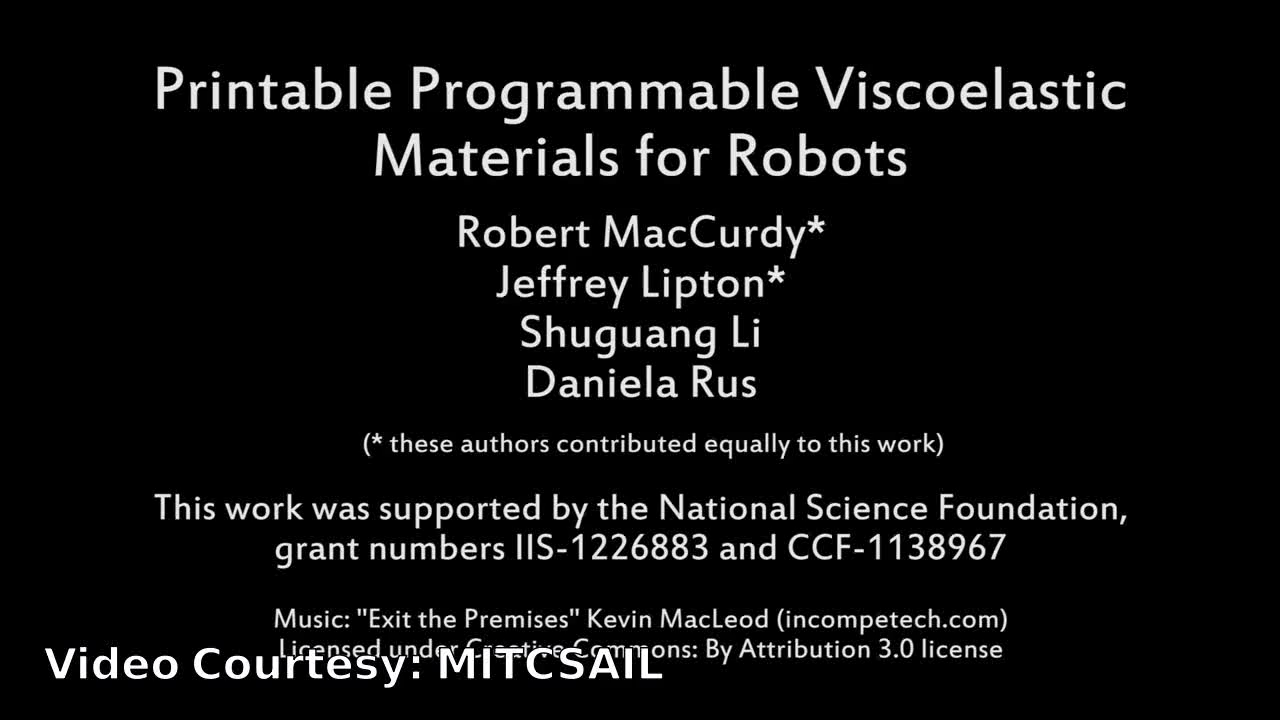 Printable Programmable Viscoelastic
Materials for Robots
Robert MacCurdy*
Jeffrey Lipton*
Shuguang Li
Daniela Rus
(* these authors contributed equally to this work)
This work was supported by the National Science Foundation,
grant numbers IIS-1226883 and CCF-1138967
Music: "Exit the Premises" Kevin MacLeod (incompetech.com)
Licensed under Creative Commons: By Attribution 3.0 license
Video Courtesy: MITCSAIL